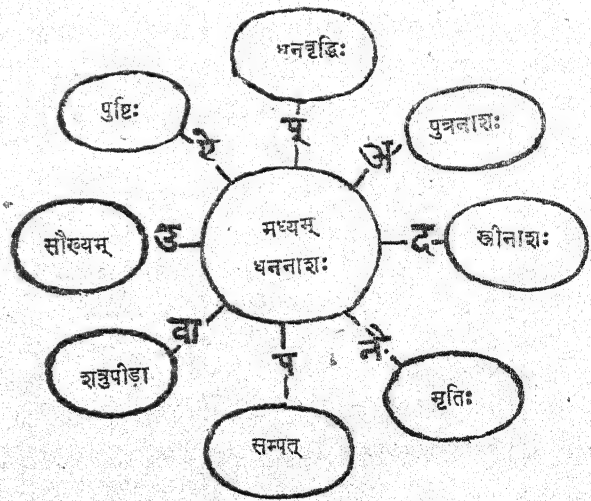 धनवृद्धिः
पुष्टिः
पुत्रनाशः
ऐ
पू
अ
मध्यम्
धननाशः
सौख्यम्
उ
द
स्त्रीनाशः
वा
प
नै
शत्रुपीड़ा
मृतिः
सम्पत्